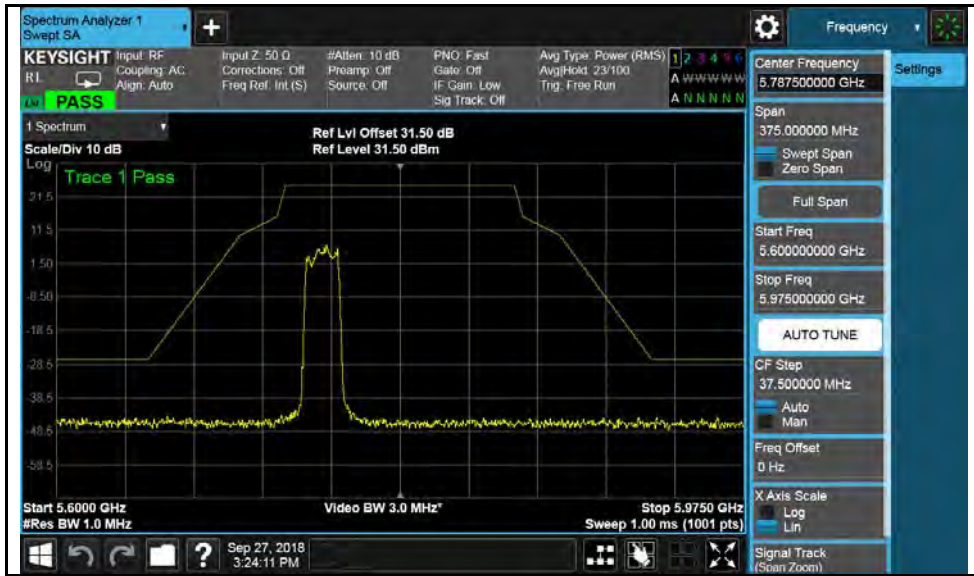 Spectrum Analyzer 1
Swept SA
+
Frequency
KEYSIGHT
RL
LXI
PASS
Input: RF
Coupling: AC
Align: Auto
Input Z: 50 Ω
Corrections: Off
Freq Ref: Int (S)
#Atten: 10 dB
Preamp: Off
Source: Off
PNO: Fast
Gate: Off
IF Gain: Low
Sig Track: Off
Avg Type: Power (RMS)
Avg|Hold: 23/100
Trig: Free Run
1 2 3 4 5 6
A W W W W W
A N N N N N
1 Spectrum
Scale/Div 10 dB
Ref Lvl Offset 31.50 dB
Ref Level 31.50 dBm
Log
Trace 1 Pass
21.5
11.5
1.50
-8.50
-18.5
-28.5
-38.5
-48.5
-58.5
Start 5.6000 GHz
#Res BW 1.0 MHz
Video BW 3.0 MHz*
Stop 5.9750 GHz
Sweep 1.00 ms (1001 pts)
?
Sep 27, 2018
3:24:11 PM
Center Frequency
5.787500000 GHz
Settings
Span
375.000000 MHz
Swept Span
Zero Span
Full Span
Start Freq
5.600000000 GHz
Stop Freq
5.975000000 GHz
AUTO TUNE
CF Step
37.500000 MHz
Auto
Man
Freq Offset
0 Hz
X Axis Scale
Log
Lin
Signal Track
(Span Zoom)